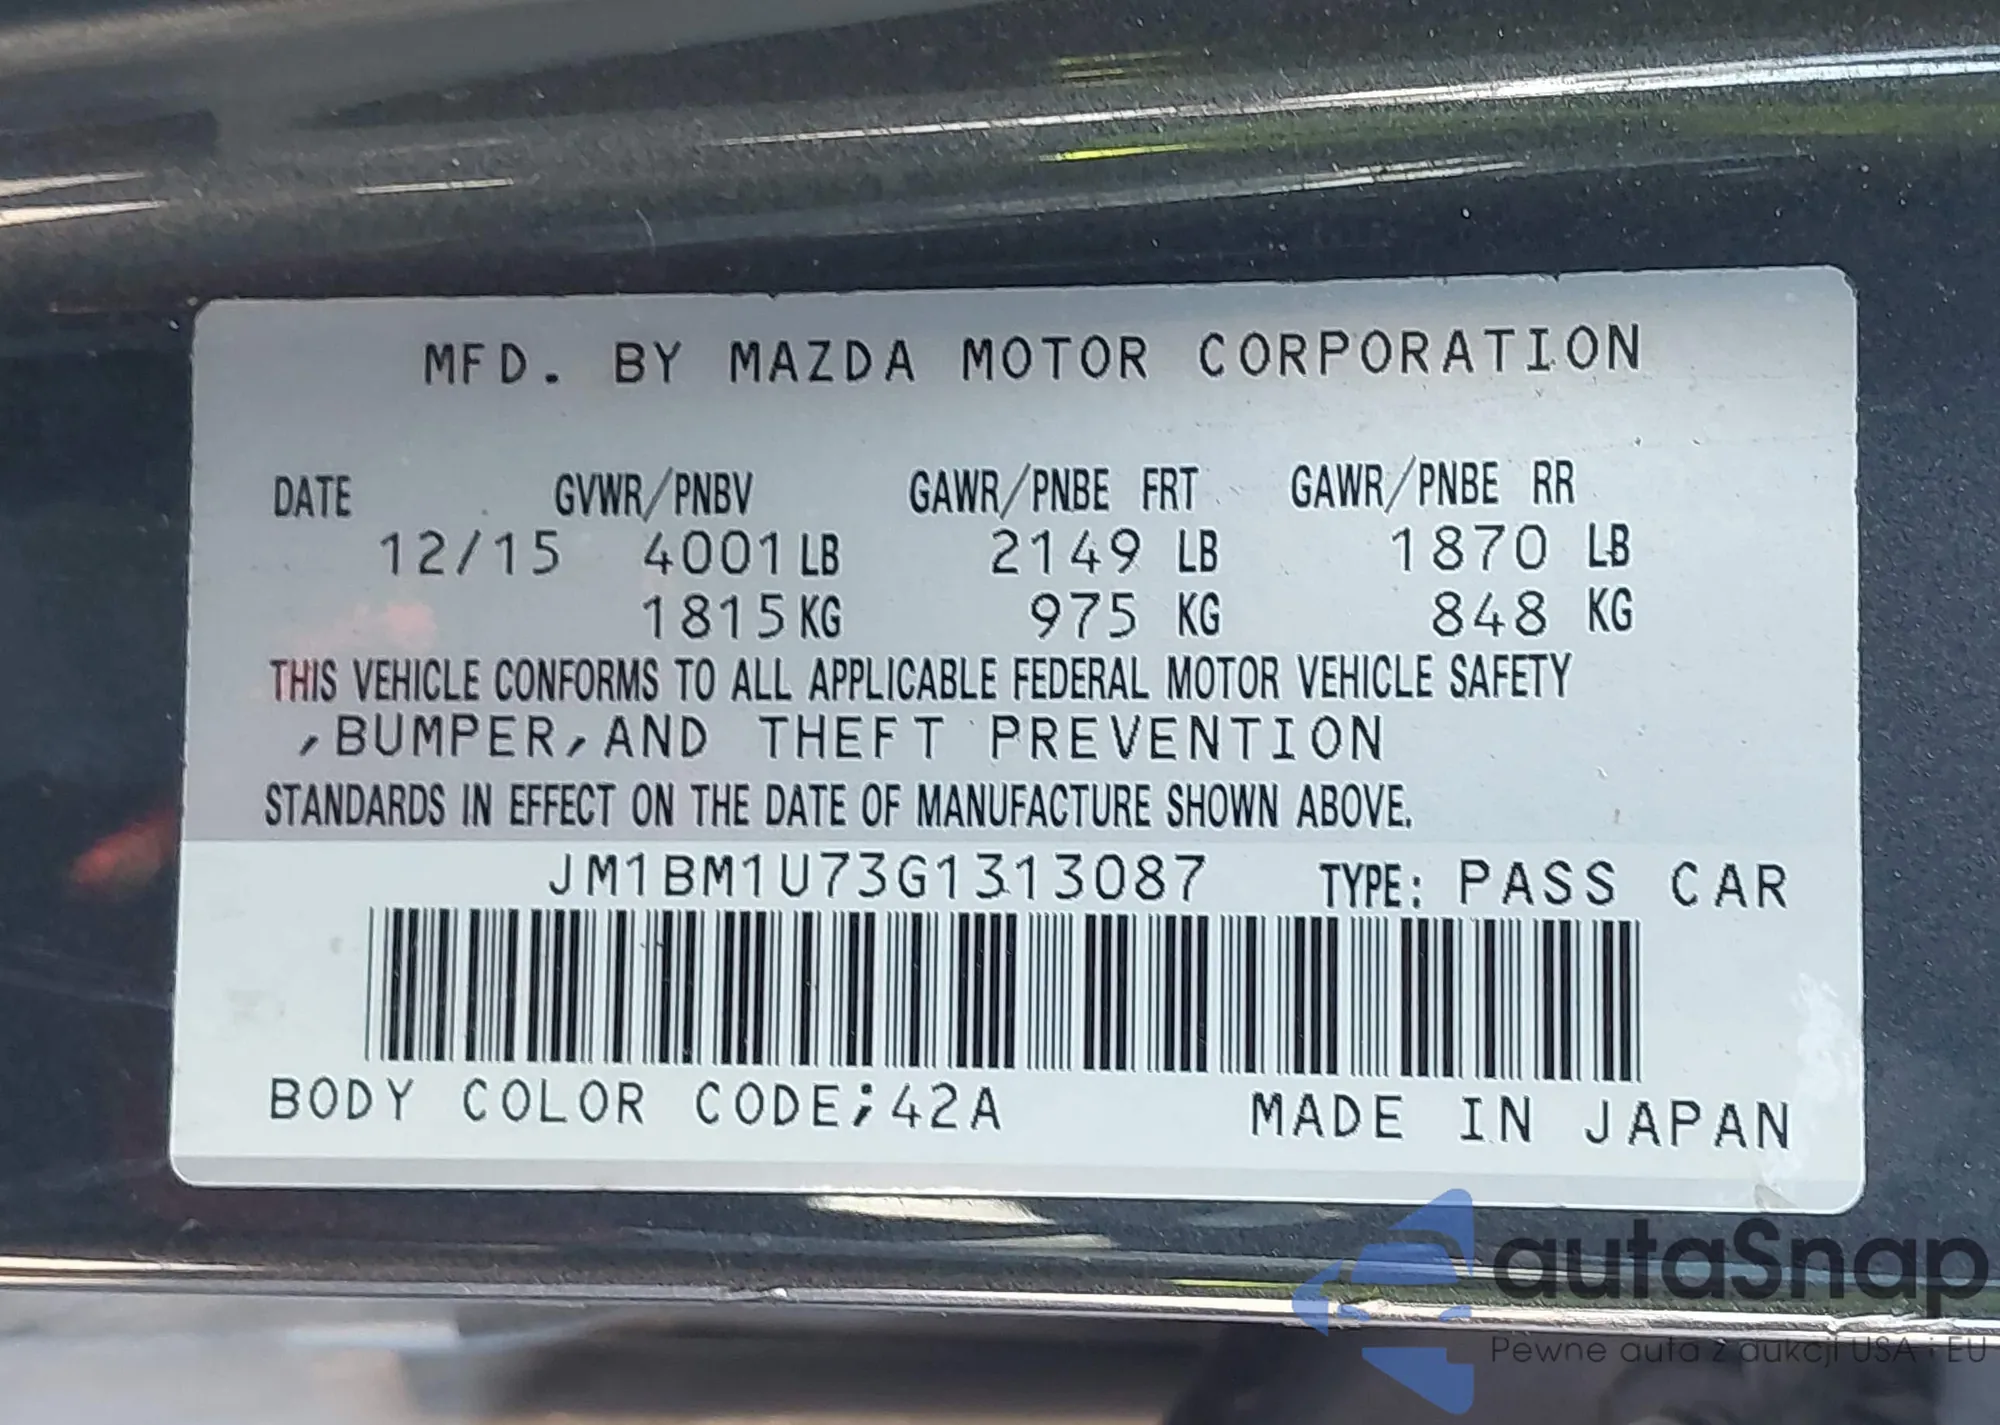 MFD. BY MAZDA MOTOR CORPORATION
DATE GVWR/PNBV GAWR/PNBE FRT GAWR/PNBE RR
12/15 4001 LB 2149 LB 1870 LB
1815 KG 975 KG 848 KG
THIS VEHICLE CONFORMS TO ALL APPLICABLE FEDERAL MOTOR VEHICLE SAFETY
,BUMPER,AND THEFT PREVENTION
STANDARDS IN EFFECT ON THE DATE OF MANUFACTURE SHOWN ABOVE.
JM1BM1U73G1313087 TYPE: PASS CAR
BODY COLOR CODE;42A MADE IN JAPAN
autaSnap
Pewne auta z aukcji USA i EU